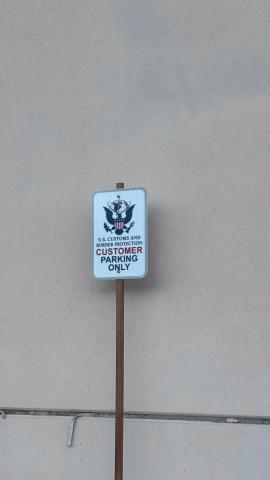 U.S. CUSTOMS AND
BORDER PROTECTION
CUSTOMER
PARKING
ONLY